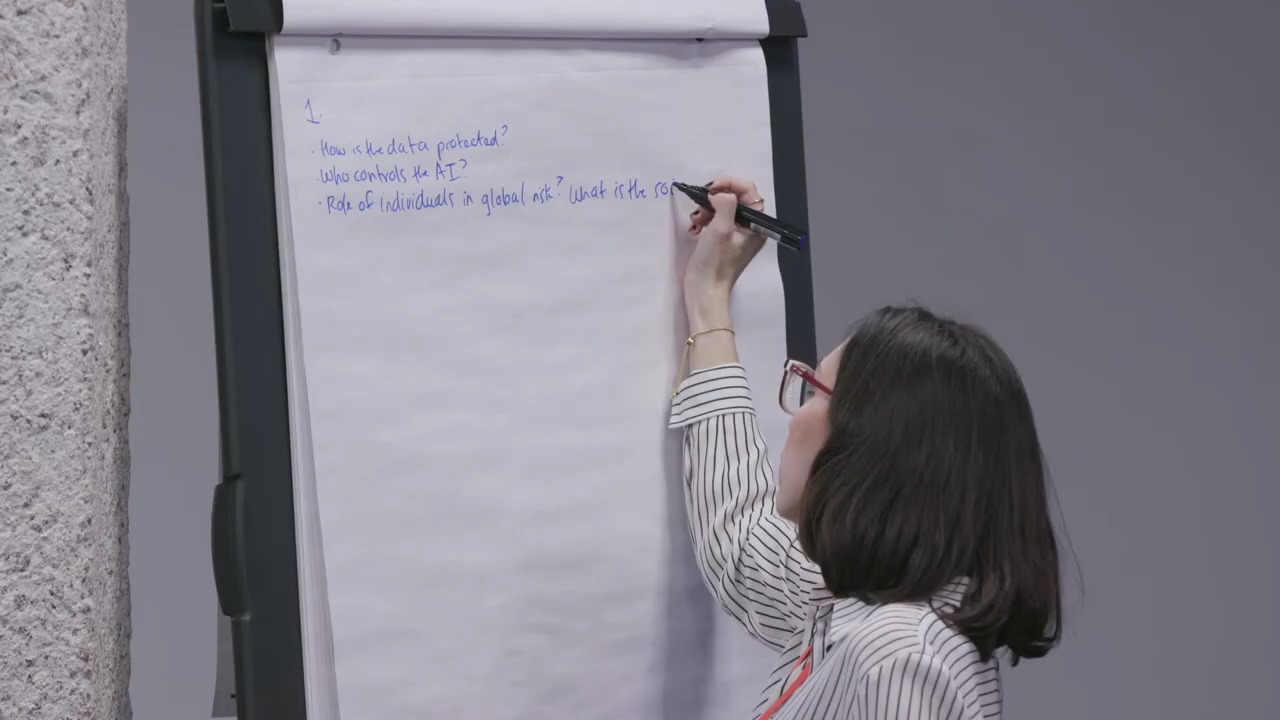 1.
· How is the data protected?
· Who controls the AI?
· Role of individuals in global risk? What is the so